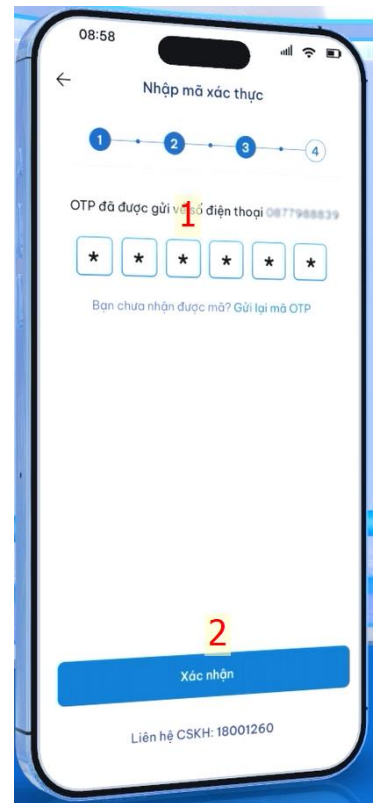 08:58
Nhập mã xác thực
1 2 3 4
OTP đã được gửi về số điện thoại
1
* * * * * *
Bạn chưa nhận được mã? Gửi lại mã OTP
2
Xác nhận
Liên hệ CSKH: 18001260